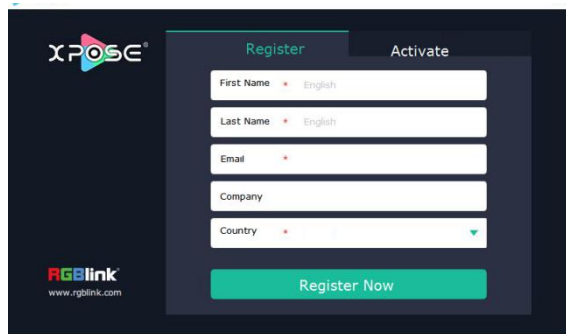 XPOSE
Register
Activate
First Name * English
Last Name * English
Email *
Company
Country *
Register Now
RGBlink
www.rgblink.com